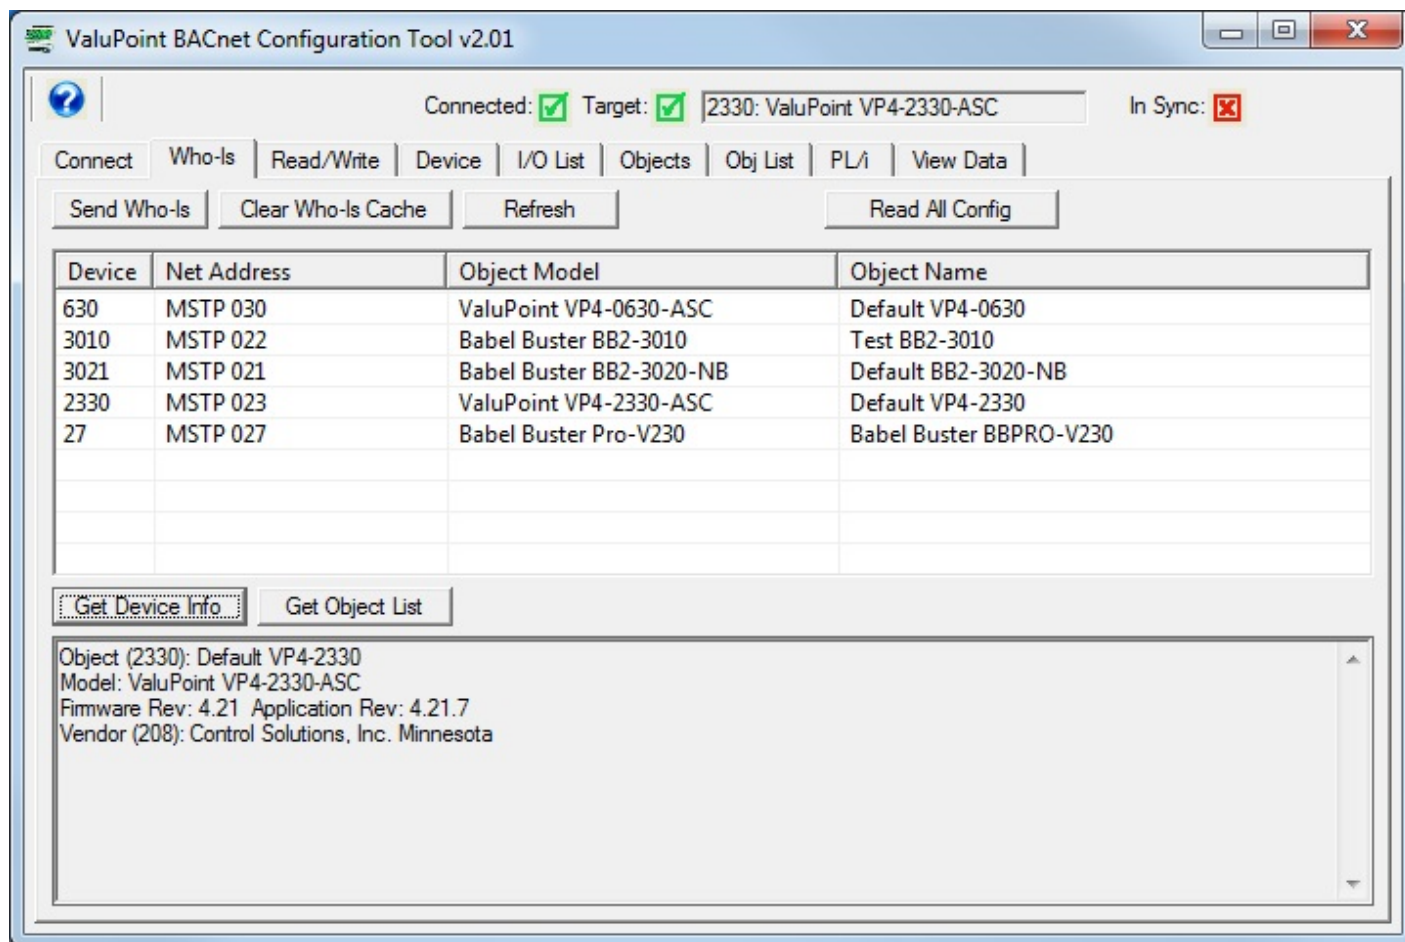 ValuPoint BACnet Configuration Tool v2.01
Connected: Target: 2330: ValuPoint VP4-2330-ASC In Sync:
Connect Who-Is Read/Write Device I/O List Objects Obj List PL/i View Data
Send Who-Is Clear Who-Is Cache Refresh Read All Config
Device Net Address Object Model Object Name
630 MSTP 030 ValuPoint VP4-0630-ASC Default VP4-0630
3010 MSTP 022 Babel Buster BB2-3010 Test BB2-3010
3021 MSTP 021 Babel Buster BB2-3020-NB Default BB2-3020-NB
2330 MSTP 023 ValuPoint VP4-2330-ASC Default VP4-2330
27 MSTP 027 Babel Buster Pro-V230 Babel Buster BBPRO-V230
Get Device Info Get Object List
Object (2330): Default VP4-2330
Model: ValuPoint VP4-2330-ASC
Firmware Rev: 4.21 Application Rev: 4.21.7
Vendor (208): Control Solutions, Inc. Minnesota